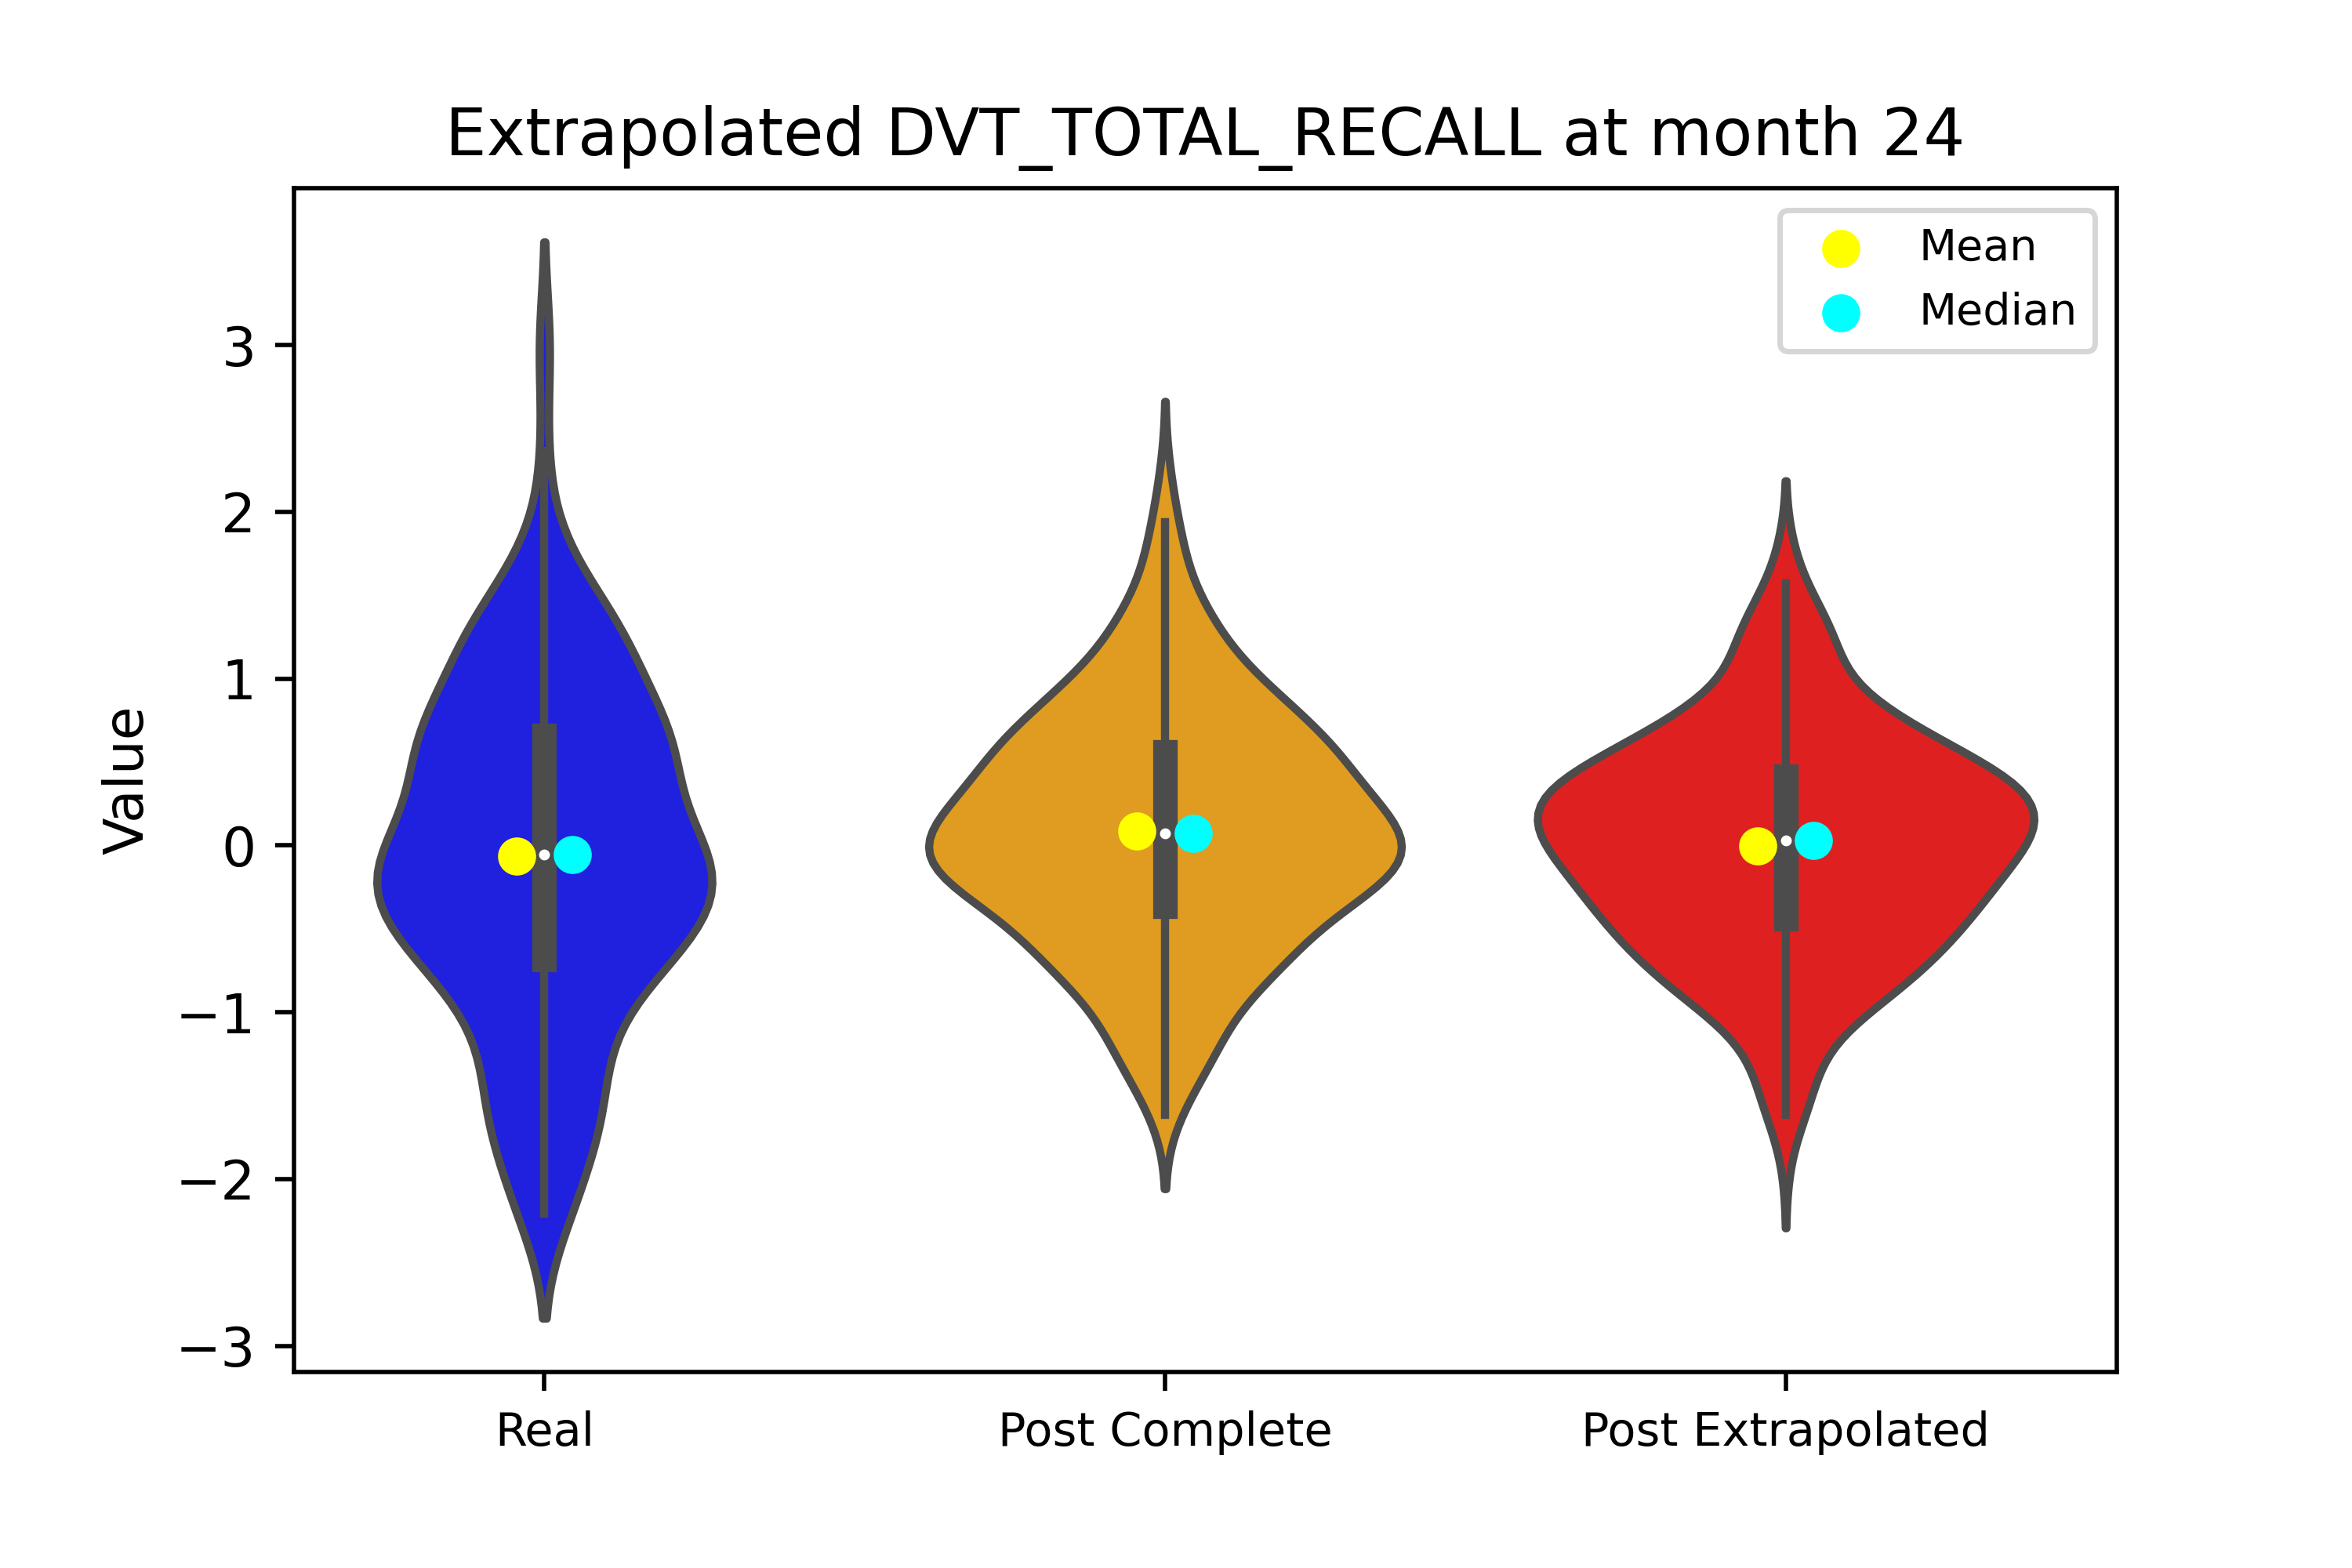 Extrapolated DVT_TOTAL_RECALL at month 24
Mean
Median
Value
3
2
1
0
−1
−2
−3
Real
Post Complete
Post Extrapolated